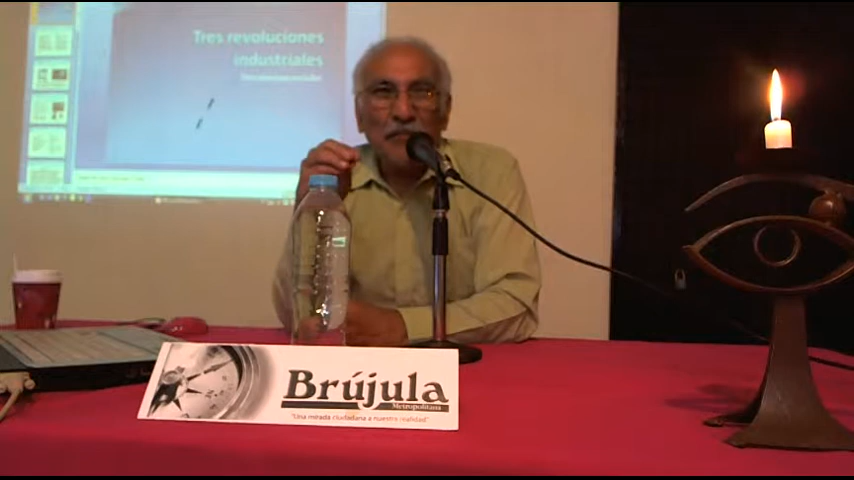 Tres revoluciones
industriales
Brújula
Metropolitana
"Una mirada ciudadana a nuestra realidad"